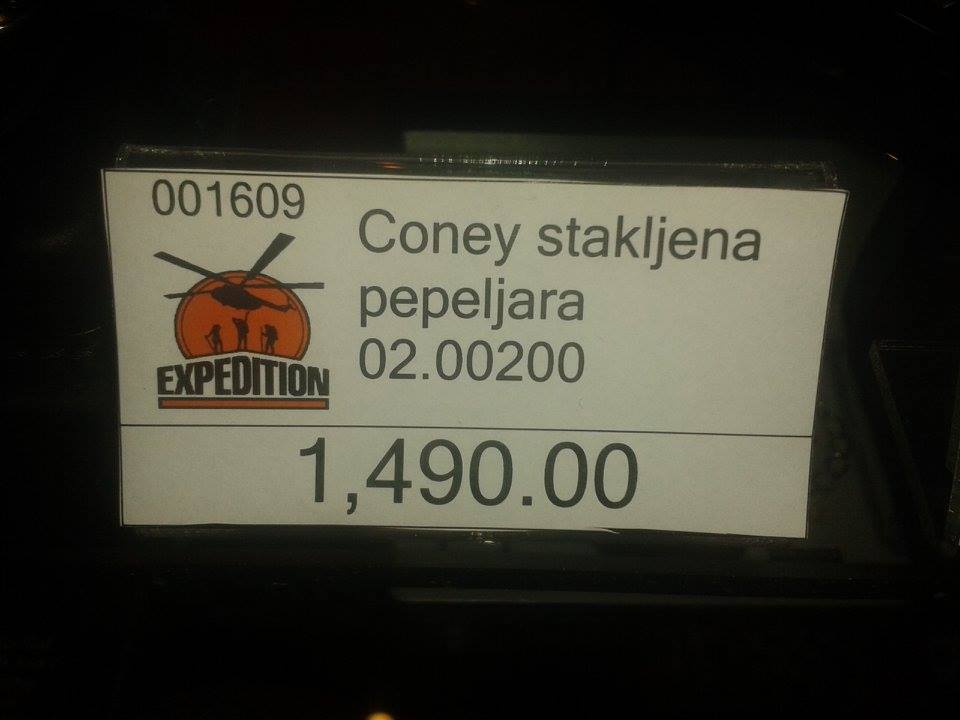 001609
Coney stakljena
pepeljara
02.00200
EXPEDITION
1,490.00